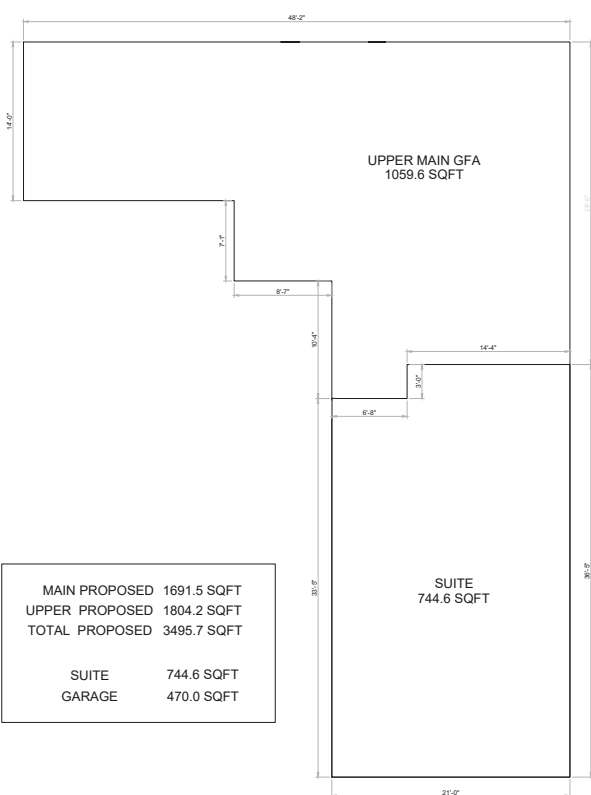 48'-2"
14'-0"
UPPER MAIN GFA
1059.6 SQFT
7'-1"
8'-7"
10'-4"
14'-4"
3'-0"
6'-8"
33'-5"
36'-5"
SUITE
744.6 SQFT
MAIN PROPOSED 1691.5 SQFT
UPPER PROPOSED 1804.2 SQFT
TOTAL PROPOSED 3495.7 SQFT
SUITE 744.6 SQFT
GARAGE 470.0 SQFT
21'-0"